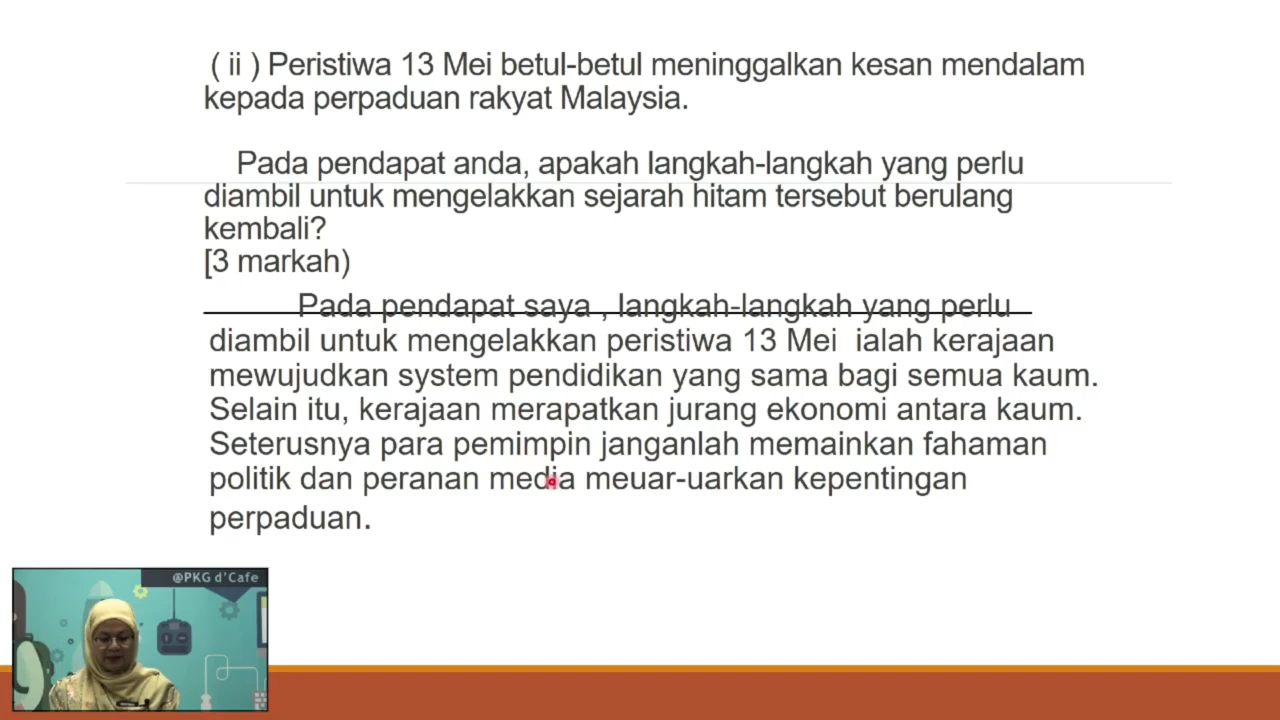 ( ii ) Peristiwa 13 Mei betul-betul meninggalkan kesan mendalam
kepada perpaduan rakyat Malaysia.
Pada pendapat anda, apakah langkah-langkah yang perlu
diambil untuk mengelakkan sejarah hitam tersebut berulang
kembali?
[3 markah)
Pada pendapat saya , langkah-langkah yang perlu
diambil untuk mengelakkan peristiwa 13 Mei ialah kerajaan
mewujudkan system pendidikan yang sama bagi semua kaum.
Selain itu, kerajaan merapatkan jurang ekonomi antara kaum.
Seterusnya para pemimpin janganlah memainkan fahaman
politik dan peranan media meuar-uarkan kepentingan
perpaduan.
@PKG d'Cafe